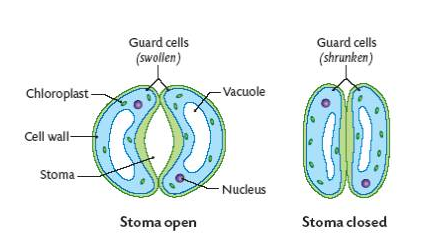 Guard cells
(swollen)
Guard cells
(shrunken)
Chloroplast
Vacuole
Cell wall
Stoma
Nucleus
Stoma open
Stoma closed